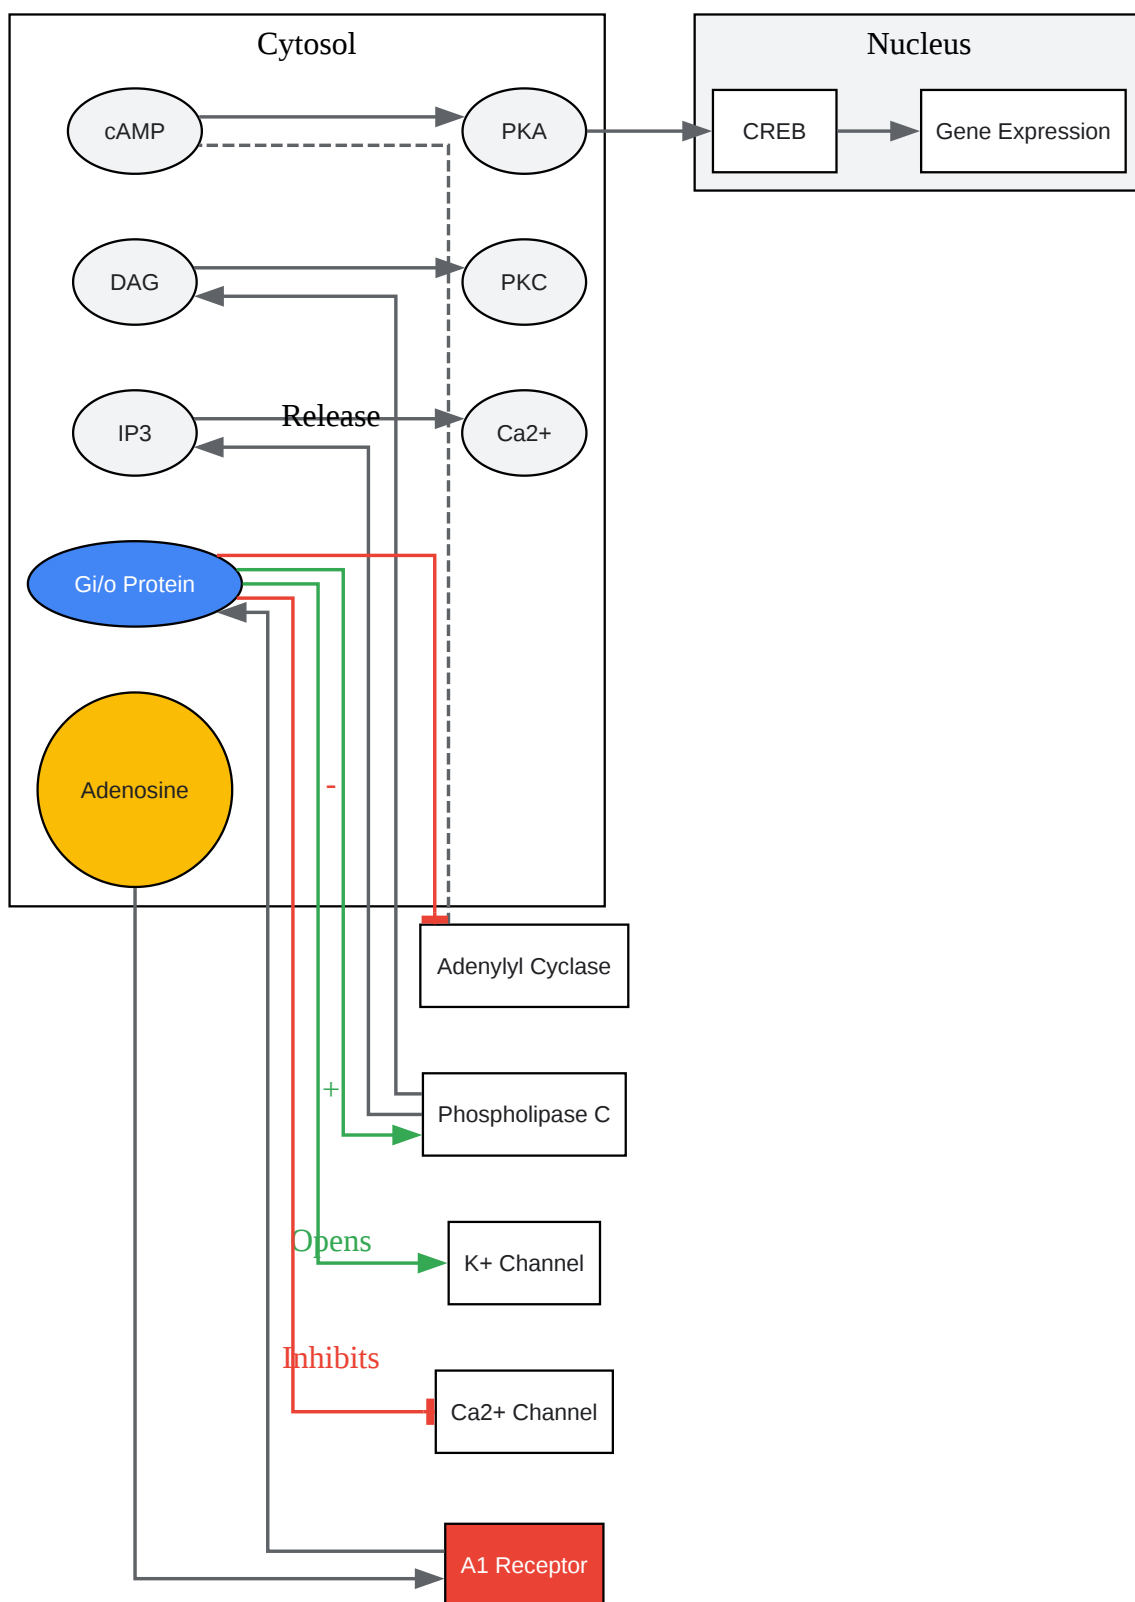 Cytosol
Nucleus
cAMP
PKA
CREB
Gene Expression
DAG
PKC
IP3
Release
Ca2+
Gi/o Protein
Adenosine
-
Adenylyl Cyclase
+
Phospholipase C
Opens
K+ Channel
Inhibits
Ca2+ Channel
A1 Receptor